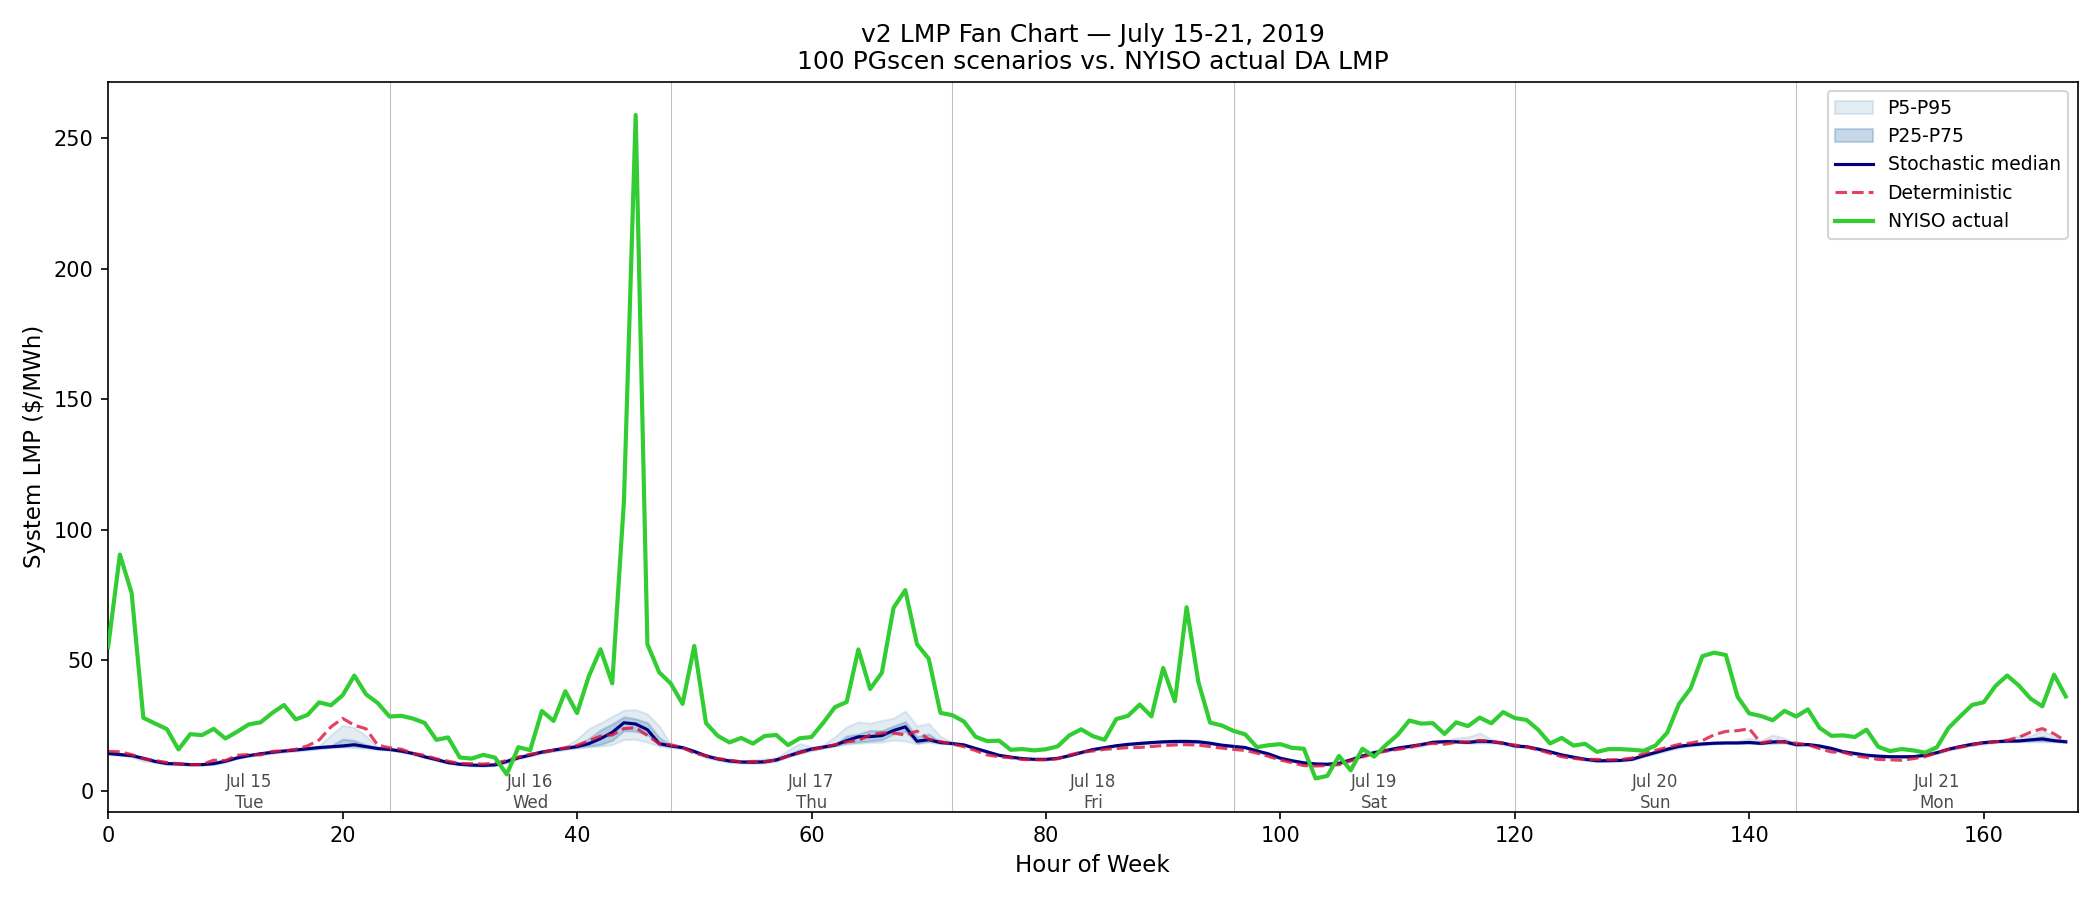 v2 LMP Fan Chart — July 15-21, 2019
100 PGscen scenarios vs. NYISO actual DA LMP
P5-P95
P25-P75
Stochastic median
Deterministic
NYISO actual
System LMP ($/MWh)
250
200
150
100
50
0
Jul 15
Tue
Jul 16
Wed
Jul 17
Thu
Jul 18
Fri
Jul 19
Sat
Jul 20
Sun
Jul 21
Mon
0 20 40 60 80 100 120 140 160
Hour of Week